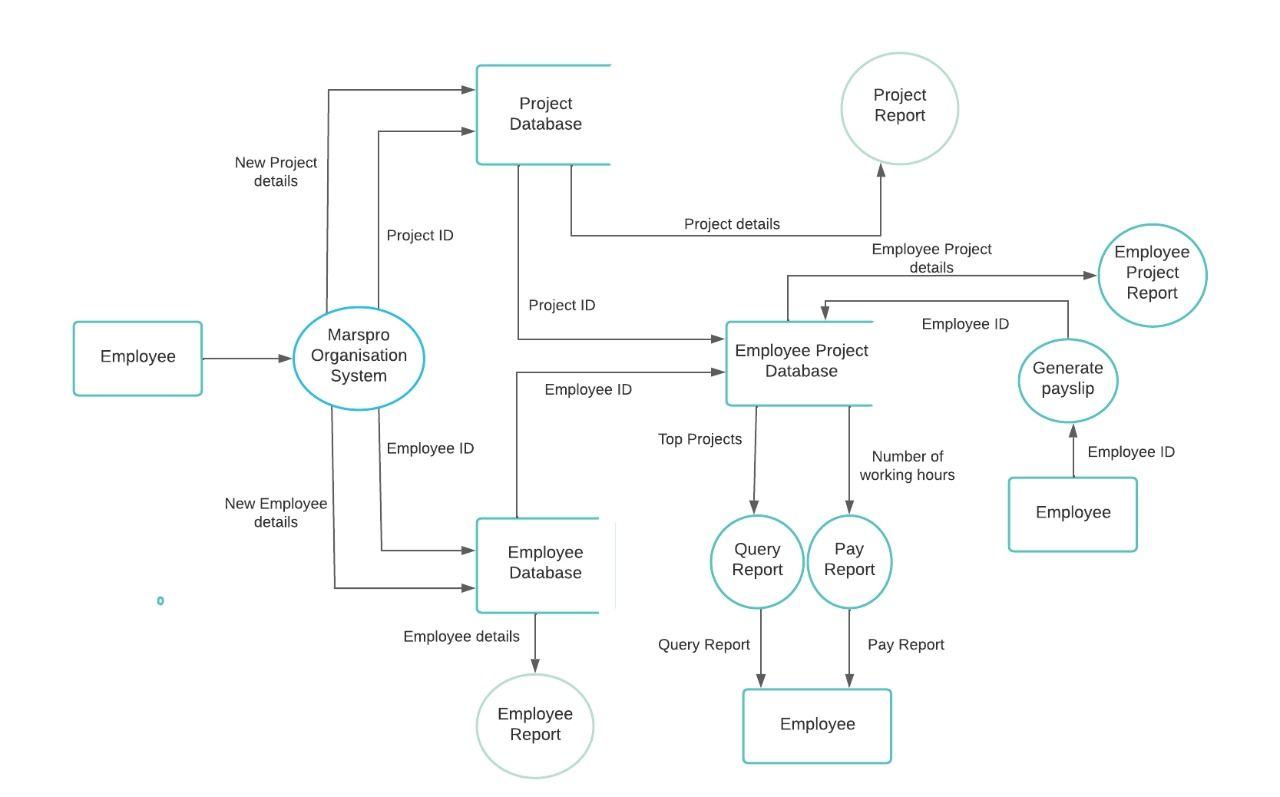 Project
Database
Project
Report
New Project
details
Project ID
Project details
Employee Project
details
Employee
Project
Report
Project ID
Employee ID
Employee
Marspro
Organisation
System
Employee Project
Database
Generate
payslip
Employee ID
Employee ID
Top Projects
Number of
working hours
Employee ID
New Employee
details
Employee
Employee
Database
Query
Report
Pay
Report
Employee details
Query Report
Pay Report
Employee
Report
Employee